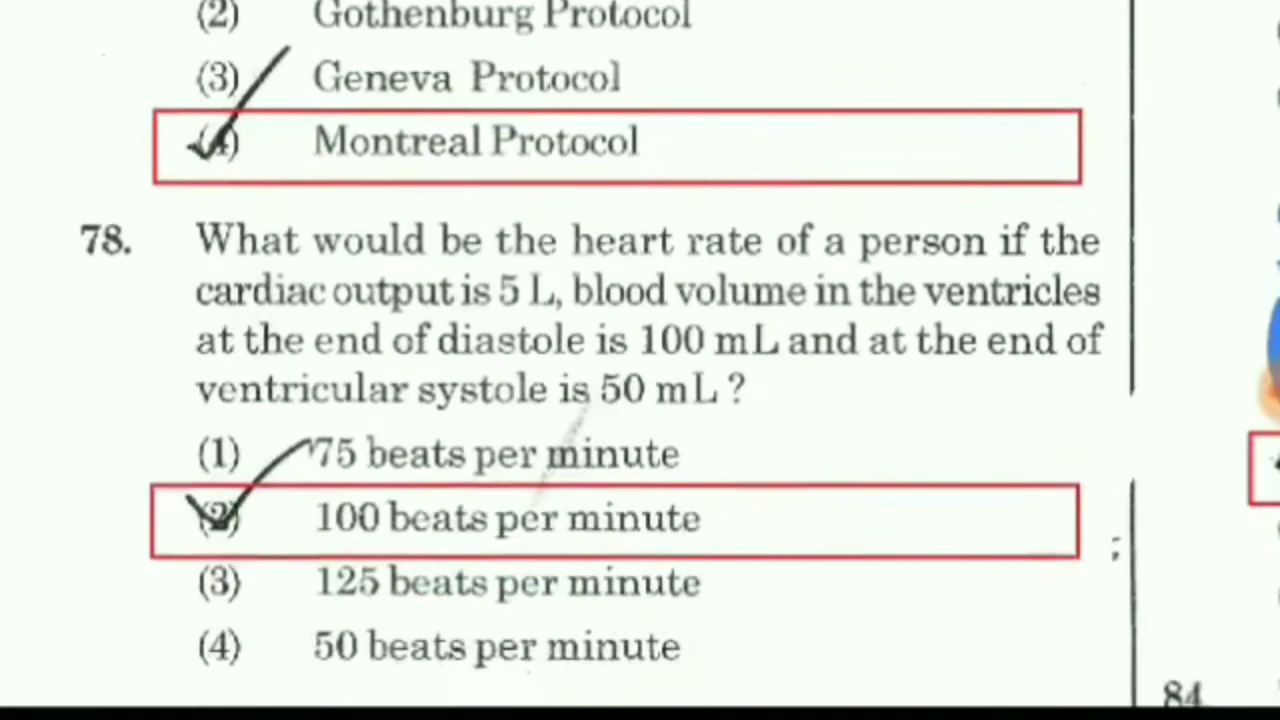 (2) Gothenburg Protocol
(3) Geneva Protocol
(4) Montreal Protocol
78. What would be the heart rate of a person if the
cardiac output is 5 L, blood volume in the ventricles
at the end of diastole is 100 mL and at the end of
ventricular systole is 50 mL ?
(1) 75 beats per minute
(2) 100 beats per minute
(3) 125 beats per minute
(4) 50 beats per minute
84